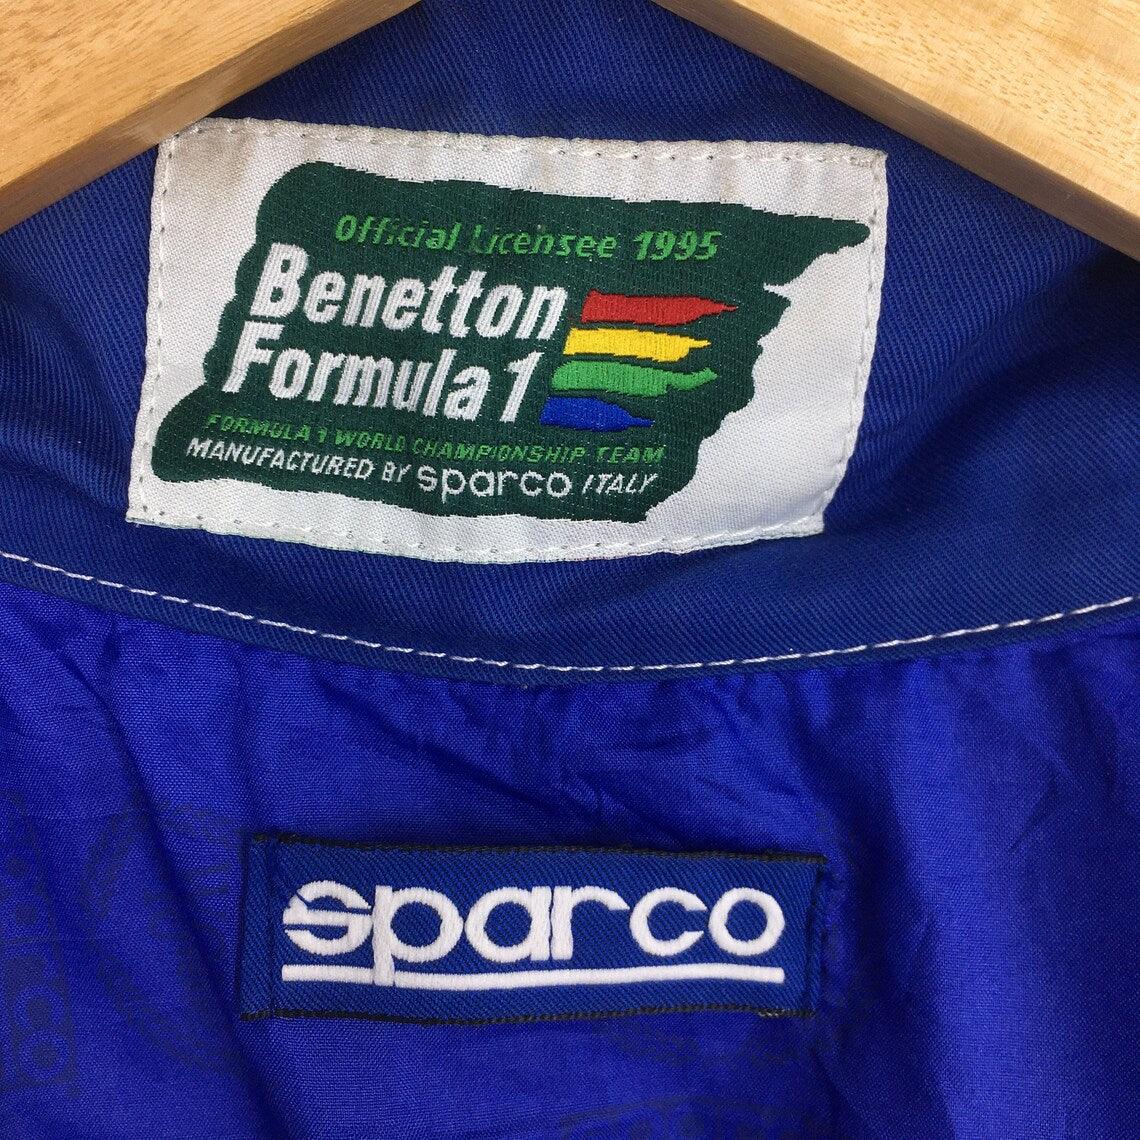 Official Licensee 1995
Benetton
Formula 1
FORMULA 1 WORLD CHAMPIONSHIP TEAM
MANUFACTURED BY sparco ITALY
sparco